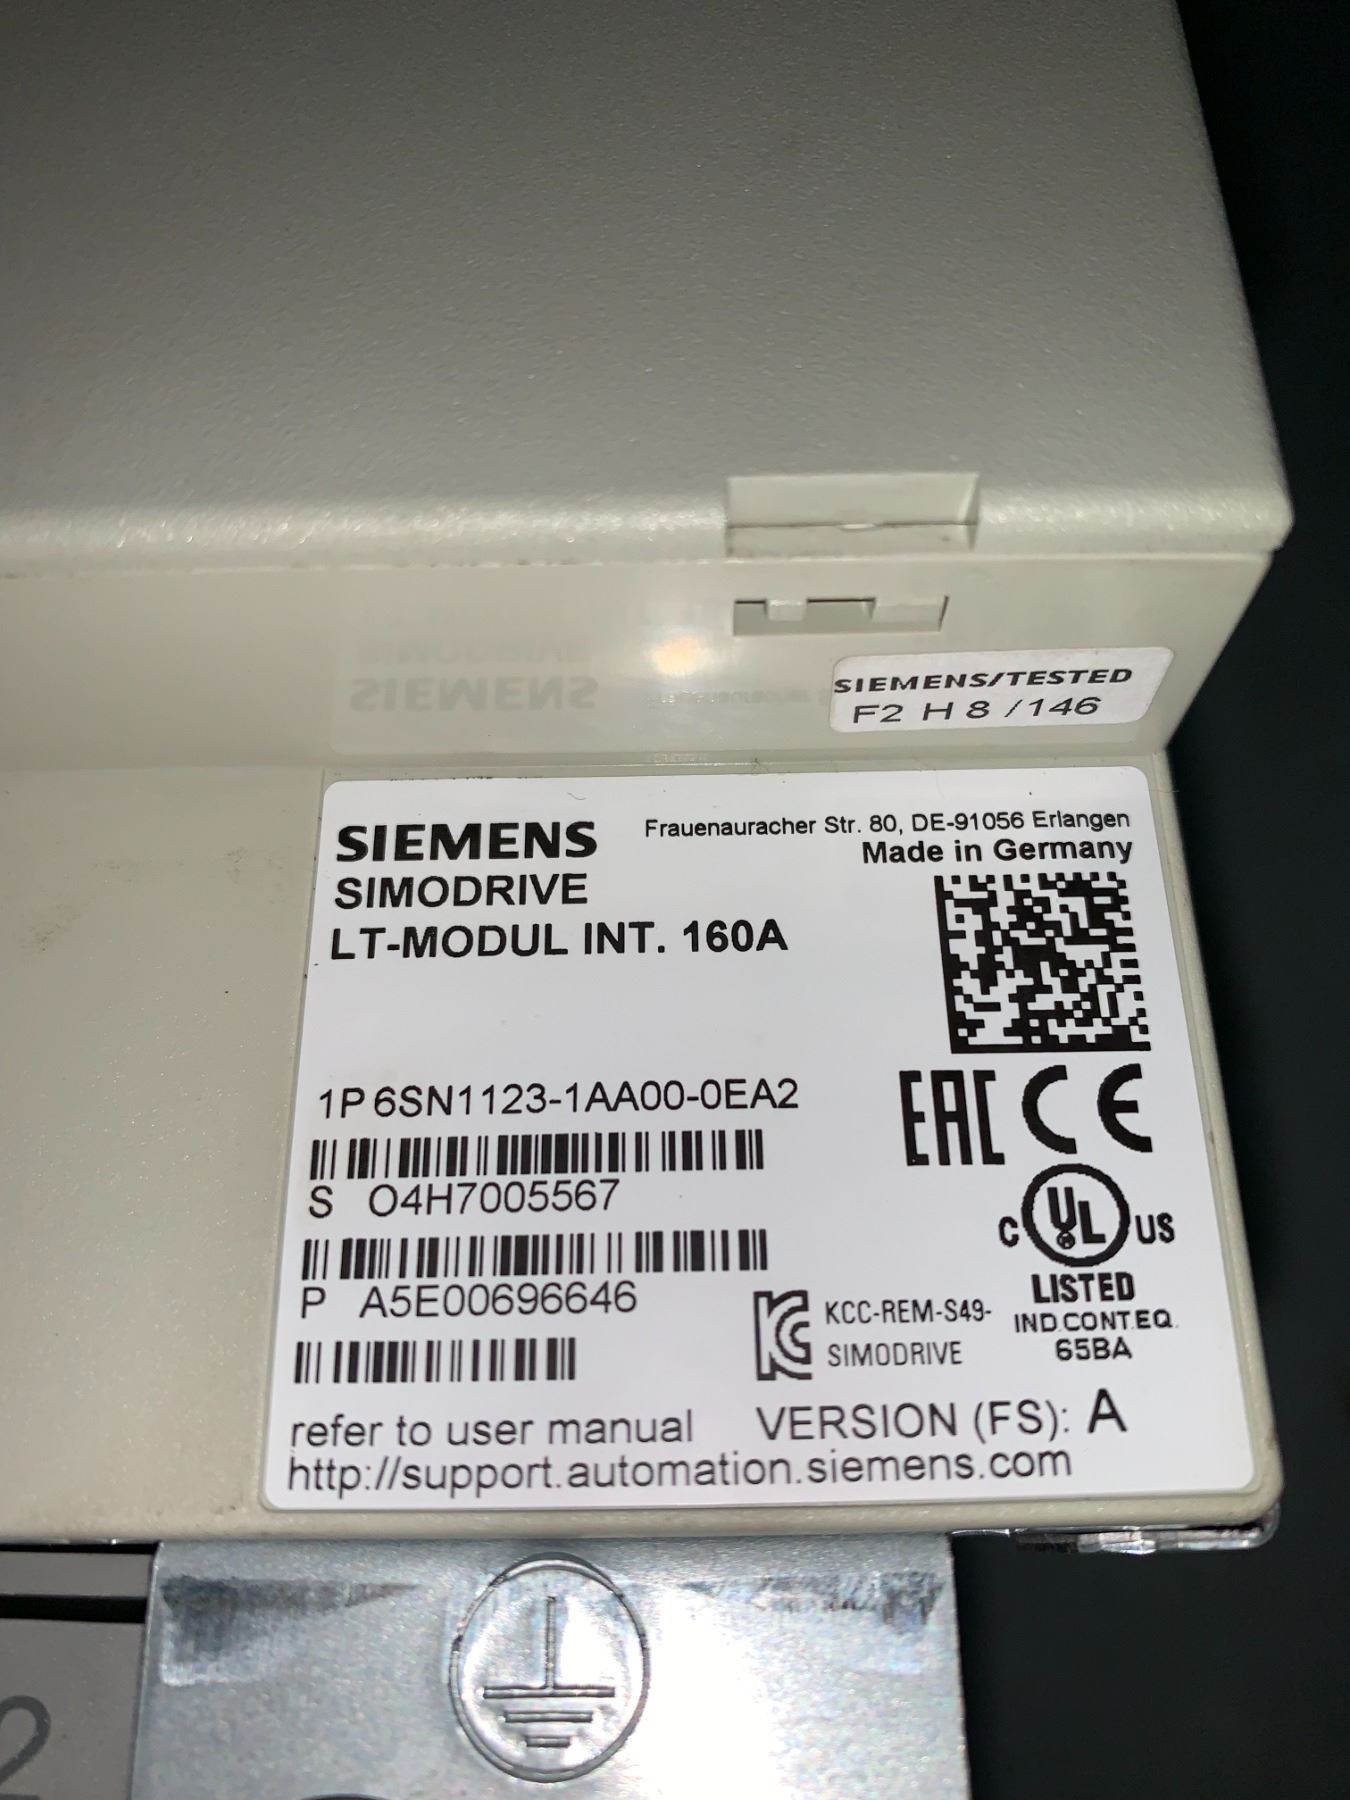 SIEMENS/TESTED
F2 H 8 /146
SIEMENS
Frauenauracher Str. 80, DE-91056 Erlangen
Made in Germany
SIMODRIVE
LT-MODUL INT. 160A
1P 6SN1123-1AA00-0EA2
EAC CE
S O4H7005567
C UL US
LISTED
IND.CONT.EQ.
65BA
P A5E00696646
KCC-REM-S49-
SIMODRIVE
refer to user manual VERSION (FS): A
http://support.automation.siemens.com
2